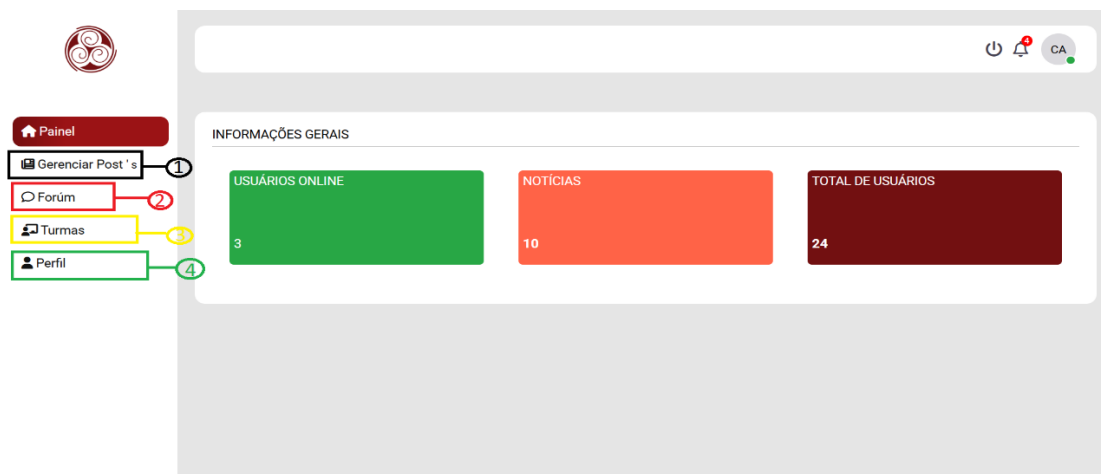 4
CA
Painel
Gerenciar Post ' s
1
Forúm
2
Turmas
3
Perfil
4
INFORMAÇÕES GERAIS
USUÁRIOS ONLINE
3
NOTÍCIAS
10
TOTAL DE USUÁRIOS
24